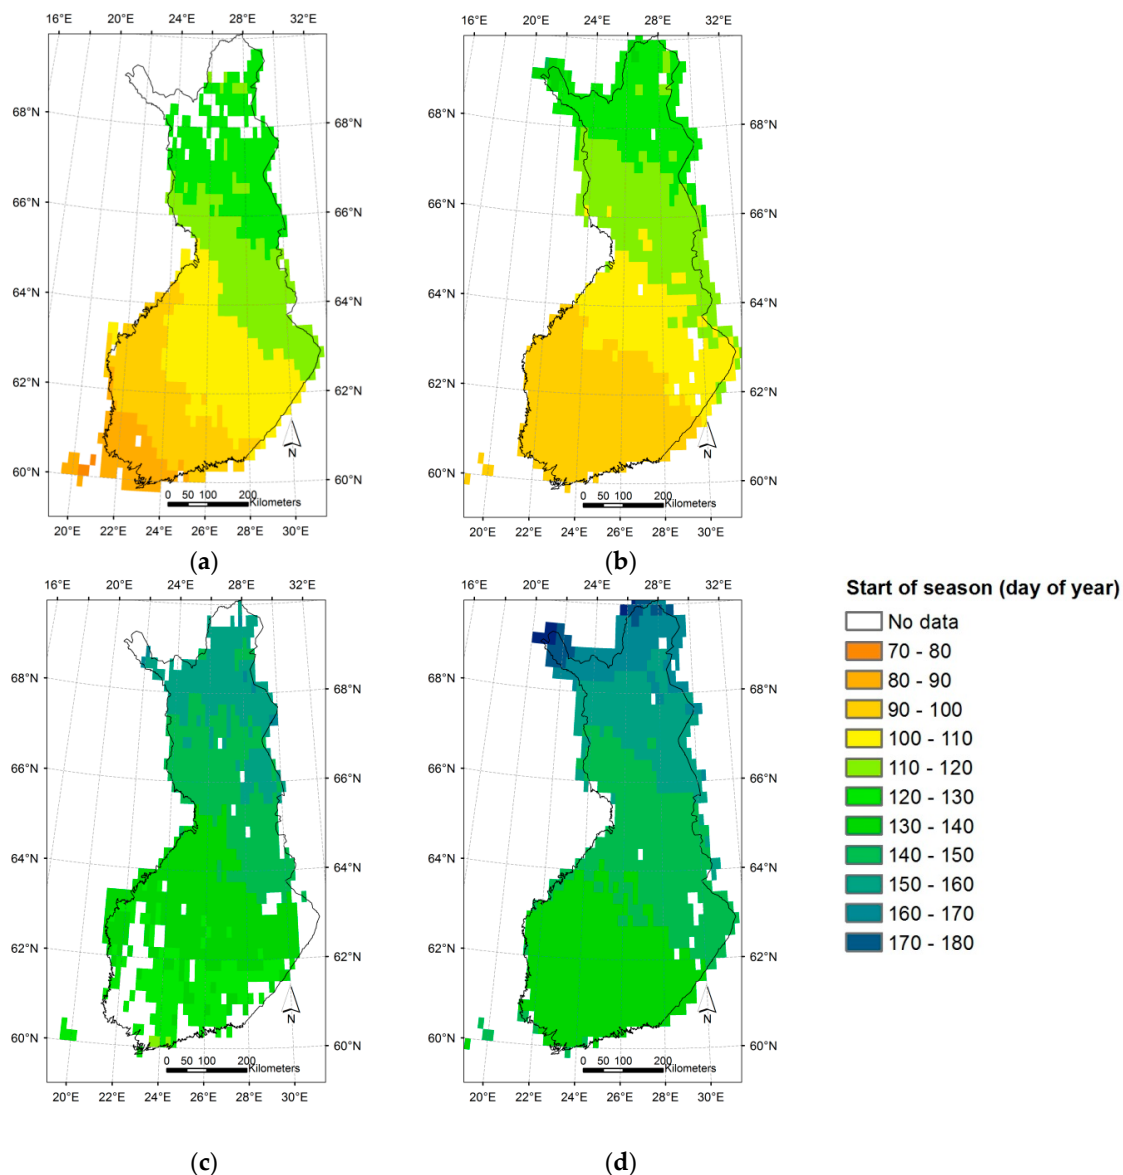 16°E 20°E 24°E 28°E 32°E
68°N 68°N
66°N 66°N
64°N 64°N
62°N 62°N
60°N 60°N
N
0 50 100 200
Kilometers
20°E 22°E 24°E 26°E 28°E 30°E
(a)
16°E 20°E 24°E 28°E 32°E
68°N 68°N
66°N 66°N
64°N 64°N
62°N 62°N
60°N 60°N
N
0 50 100 200
Kilometers
20°E 22°E 24°E 26°E 28°E 30°E
(b)
16°E 20°E 24°E 28°E 32°E
68°N 68°N
66°N 66°N
64°N 64°N
62°N 62°N
60°N 60°N
N
0 50 100 200
Kilometers
20°E 22°E 24°E 26°E 28°E 30°E
(c)
16°E 20°E 24°E 28°E 32°E
68°N 68°N
66°N 66°N
64°N 64°N
62°N 62°N
60°N 60°N
N
0 50 100 200
Kilometers
20°E 22°E 24°E 26°E 28°E 30°E
(d)
Start of season (day of year)
No data
70 - 80
80 - 90
90 - 100
100 - 110
110 - 120
120 - 130
130 - 140
140 - 150
150 - 160
160 - 170
170 - 180